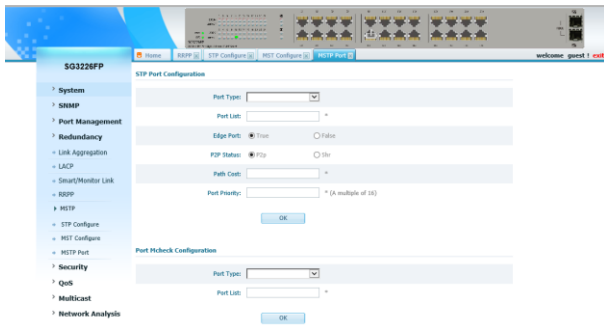 Home RRPP STP Configure MST Configure MSTP Port welcome guest ! exit
SG3226FP
STP Port Configuration
System
SNMP
Port Management
Redundancy
Link Aggregation
LACP
Smart/Monitor Link
RRPP
MSTP
STP Configure
MST Configure
MSTP Port
Security
QoS
Multicast
Network Analysis
Port Type:
Port List: *
Edge Port: True False
P2P Status: P2p Shr
Path Cost: *
Port Priority: * (A multiple of 16)
OK
Port Mcheck Configuration
Port Type:
Port List: *
OK